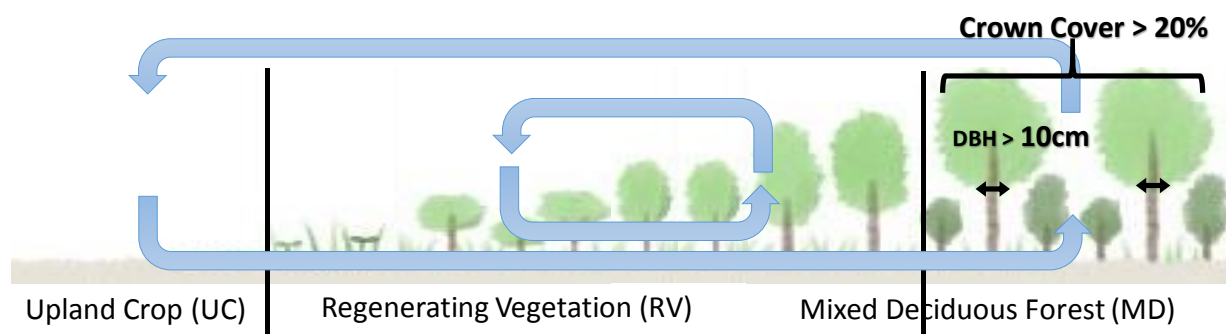 Crown Cover > 20%
DBH > 10cm
Upland Crop (UC)
Regenerating Vegetation (RV)
Mixed Deciduous Forest (MD)